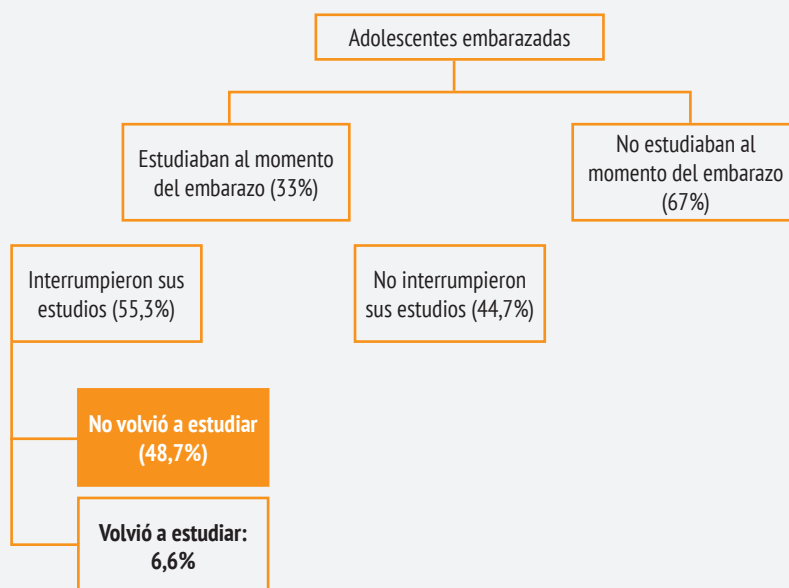 Adolescentes embarazadas
Estudiaban al momento
del embarazo (33%)
No estudiaban al
momento del embarazo
(67%)
Interrumpieron sus
estudios (55,3%)
No interrumpieron
sus estudios (44,7%)
No volvió a estudiar
(48,7%)
Volvió a estudiar:
6,6%